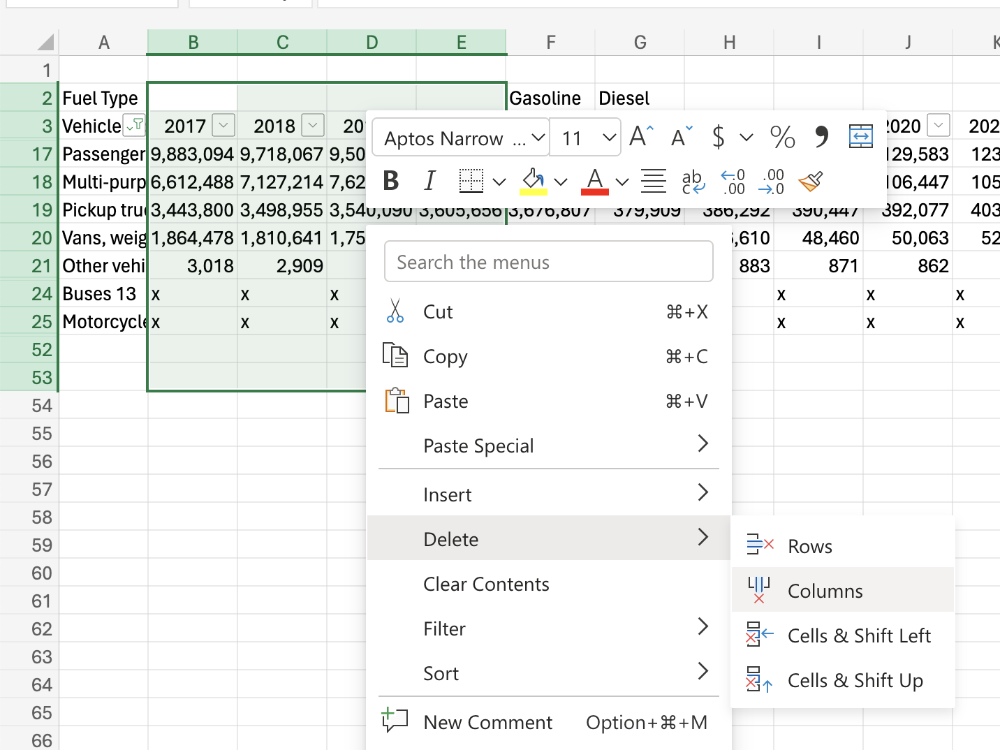 A B C D E F G H I J K
1
2 Fuel Type Gasoline Diesel
3 Vehicle 2017 2018 20 2020 202
Aptos Narrow ... 11 A A $ % ,
B I A ab c 0 .00 .00 .0
17 Passenger 9,883,094 9,718,067 9,50 129,583 123
18 Multi-purp 6,612,488 7,127,214 7,62 106,447 105
19 Pickup truc 3,443,800 3,498,955 3,540,090 3,605,656 3,676,807 379,909 386,292 390,447 392,077 403
20 Vans, weig 1,864,478 1,810,641 1,75 ,610 48,460 50,063 52
21 Other vehi 3,018 2,909 883 871 862
24 Buses 13 x x x x x x
25 Motorcycle x x x x x x
52
53
54
55
56
57
58
59
60
61
62
63
64
65
66
Search the menus
Cut ⌘+X
Copy ⌘+C
Paste ⌘+V
Paste Special
Insert
Delete
Clear Contents
Filter
Sort
New Comment Option+⌘+M
Rows
Columns
Cells & Shift Left
Cells & Shift Up